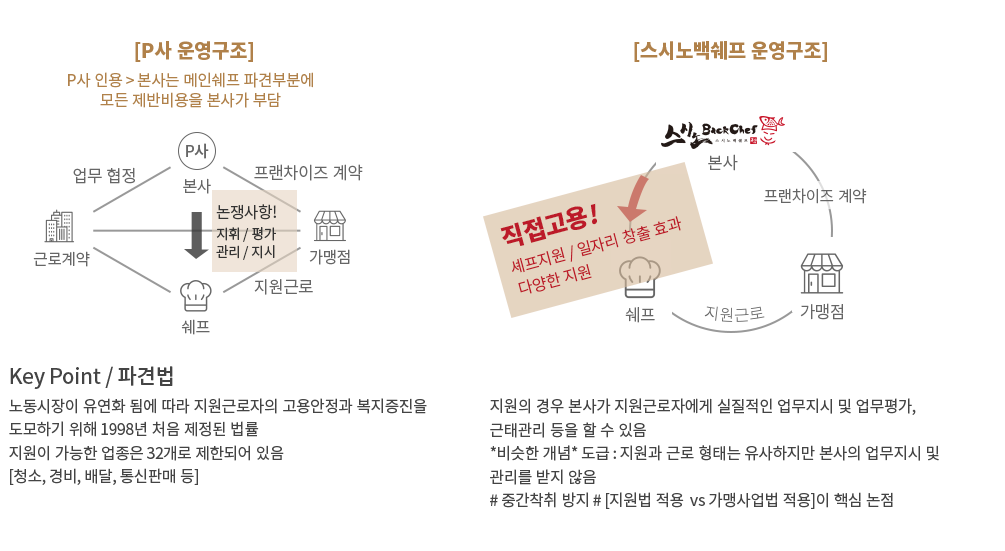 [P사 운영구조]
P사 인용 > 본사는 메인쉐프 파견부분에
모든 제반비용을 본사가 부담
P사
본사
업무 협정
프랜차이즈 계약
논쟁사항!
지휘 / 평가
관리 / 지시
근로계약
가맹점
지원근로
쉐프
[스시노백쉐프 운영구조]
스시노 BackChef
스시노백쉐프
본사
프랜차이즈 계약
직접고용!
셰프지원 / 일자리 창출 효과
다양한 지원
쉐프
지원근로
가맹점
Key Point / 파견법
노동시장이 유연화 됨에 따라 지원근로자의 고용안정과 복지증진을
도모하기 위해 1998년 처음 제정된 법률
지원이 가능한 업종은 32개로 제한되어 있음
[청소, 경비, 배달, 통신판매 등]
지원의 경우 본사가 지원근로자에게 실질적인 업무지시 및 업무평가,
근태관리 등을 할 수 있음
*비슷한 개념* 도급 : 지원과 근로 형태는 유사하지만 본사의 업무지시 및
관리를 받지 않음
# 중간착취 방지 # [지원법 적용 vs 가맹사업법 적용]이 핵심 논점